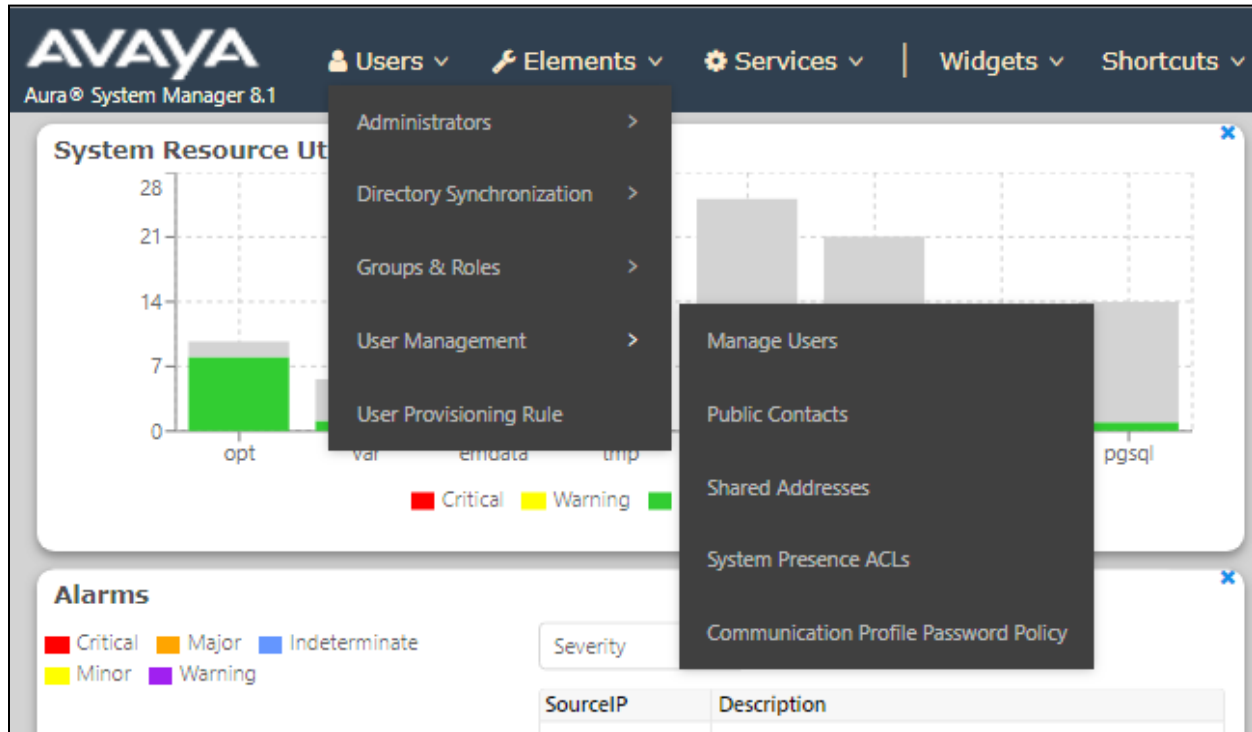 AVAYA
Aura® System Manager 8.1
Users
Elements
Services
Widgets
Shortcuts
Administrators
Directory Synchronization
Groups & Roles
User Management
User Provisioning Rule
Manage Users
Public Contacts
Shared Addresses
System Presence ACLs
Communication Profile Password Policy
System Resource Ut
28
21
14
7
0
opt
var
emdata
tmp
pgsql
Critical
Warning
Alarms
Critical Major Indeterminate
Minor Warning
Severity
SourceIP Description